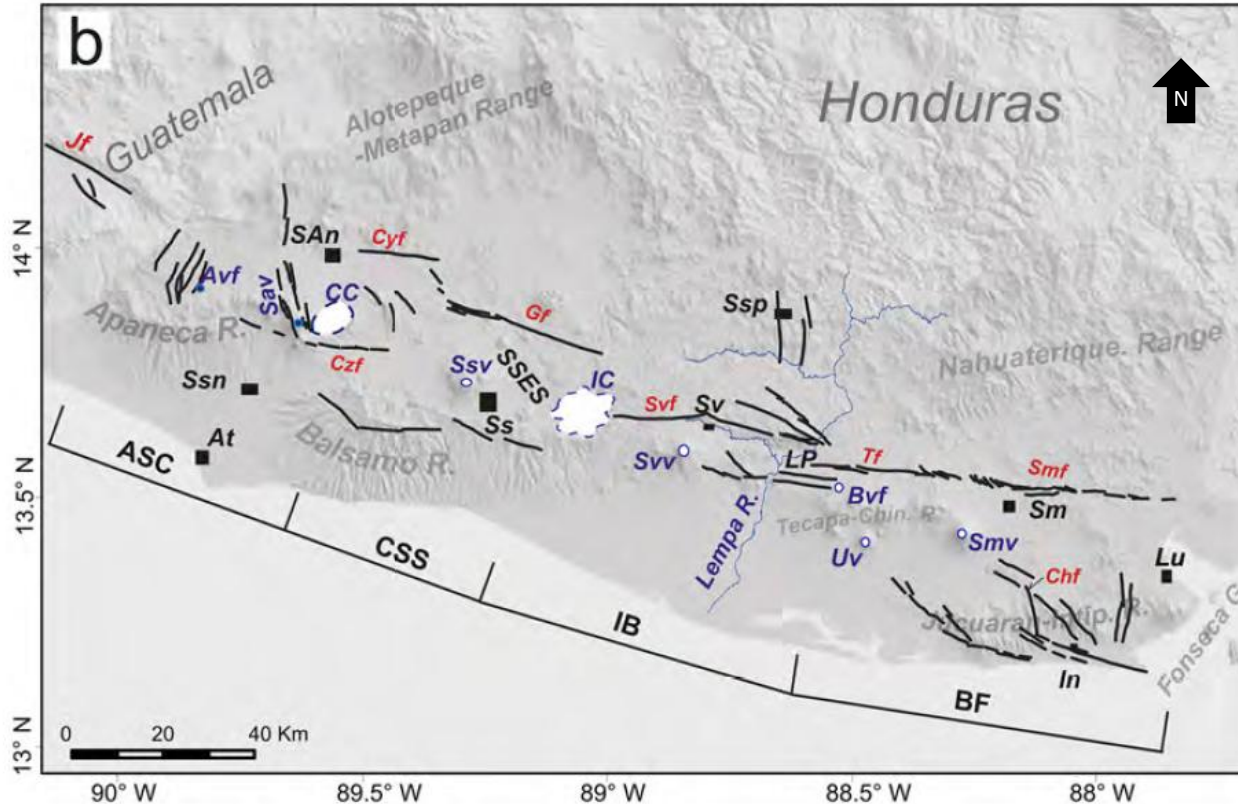 b
N
Honduras
Guatemala
Alotepeque
-Metapan Range
Jf
14° N
SAn
Cyf
Avf
Sav
CC
Ssp
Apaneca R.
Gf
Nahuaterique. Range
Czf
Ssn
Ssv
SSES
IC
Ss
Svf
Sv
At
Balsamo R.
Svv
LP
Tf
Smf
ASC
13.5° N
Bvf
Sm
Tecapa-Chin. R.
Lempa R.
Uv
Smv
CSS
Lu
Chf
Jucuaran-Intip. R.
IB
Fonseca G.
In
BF
0 20 40 Km
13° N
90° W 89.5° W 89° W 88.5° W 88° W